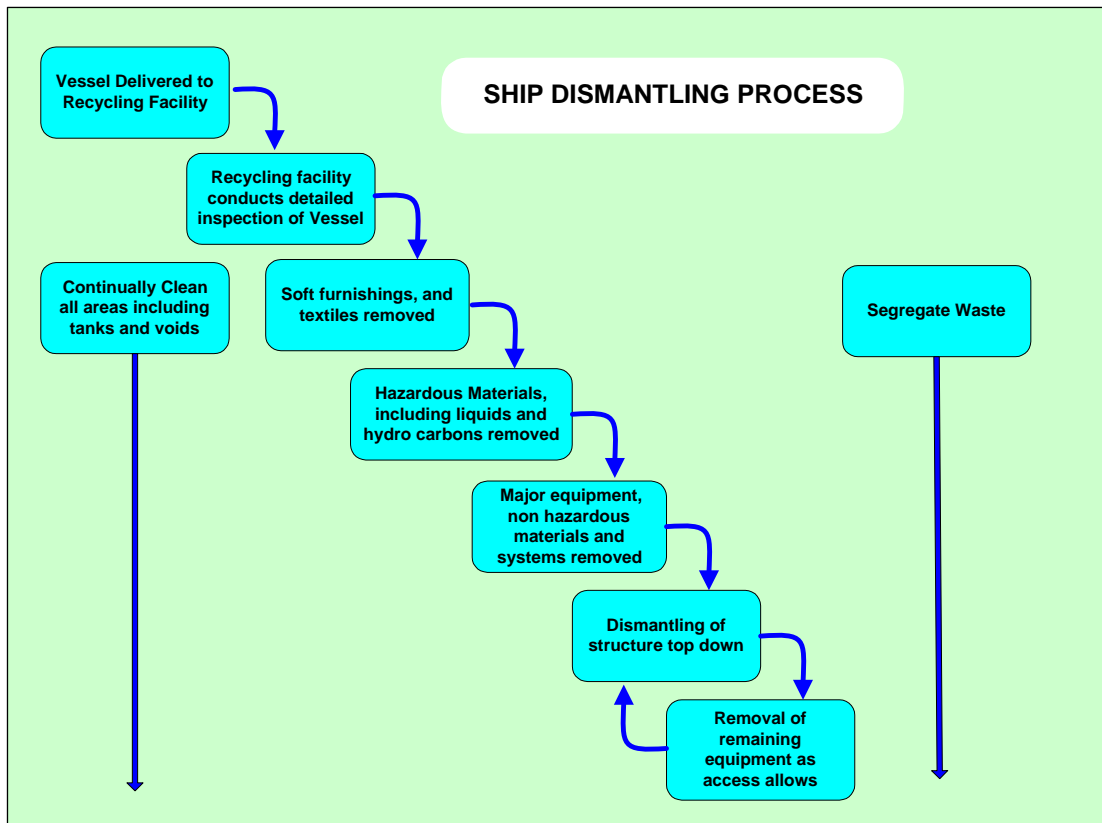 SHIP DISMANTLING PROCESS
Vessel Delivered to
Recycling Facility
Recycling facility
conducts detailed
inspection of Vessel
Continually Clean
all areas including
tanks and voids
Soft furnishings, and
textiles removed
Segregate Waste
Hazardous Materials,
including liquids and
hydro carbons removed
Major equipment,
non hazardous
materials and
systems removed
Dismantling of
structure top down
Removal of
remaining
equipment as
access allows